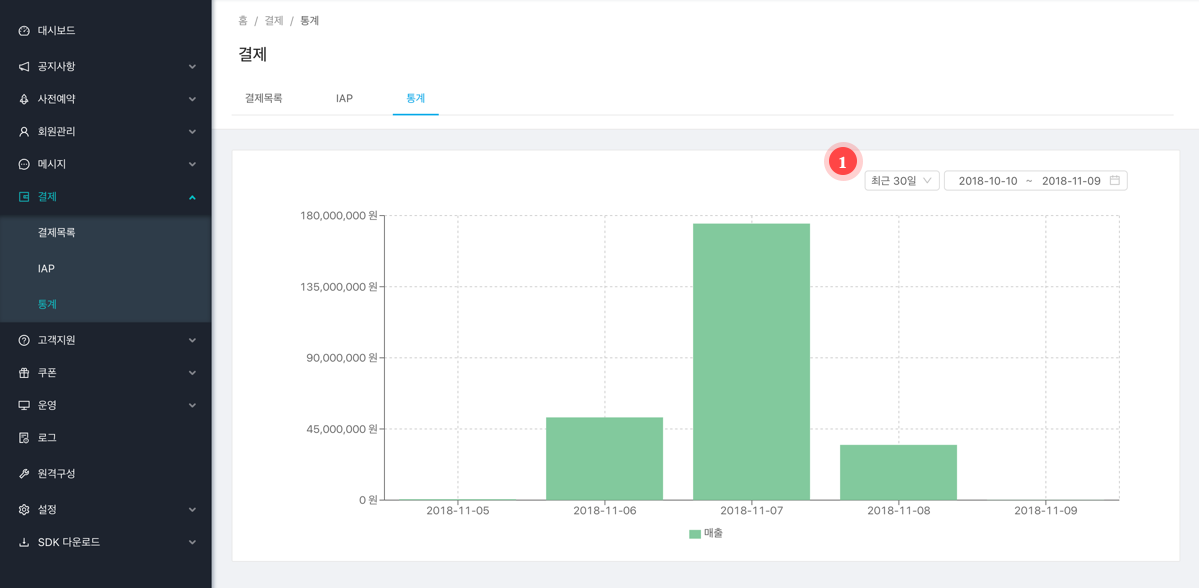 대시보드
공지사항
사전예약
회원관리
메시지
결제
결제목록
IAP
통계
고객지원
쿠폰
운영
로그
원격구성
설정
SDK 다운로드
홈 / 결제 / 통계
결제
결제목록 IAP 통계
1
최근 30일 2018-10-10 ~ 2018-11-09
180,000,000 원
135,000,000 원
90,000,000 원
45,000,000 원
0 원
2018-11-05 2018-11-06 2018-11-07 2018-11-08 2018-11-09
매출